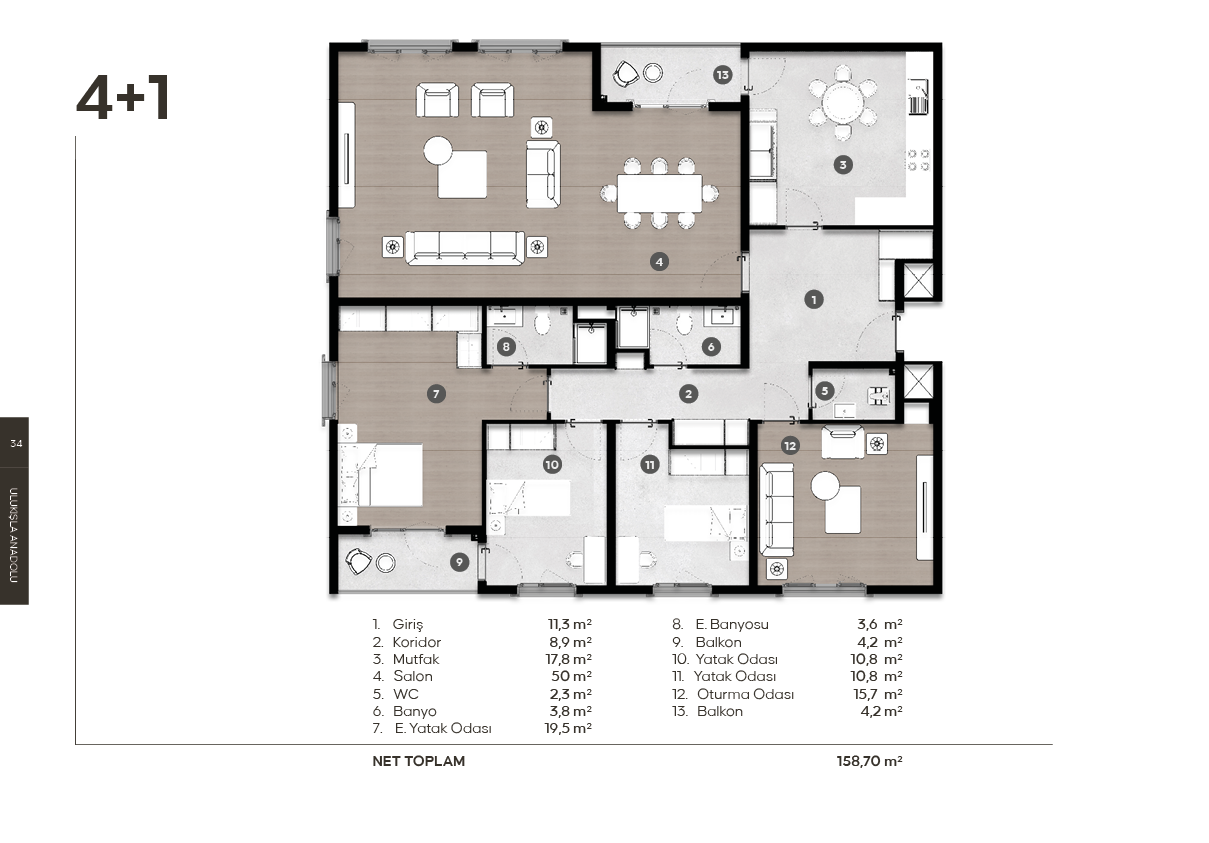 4+1
13
3
4
1
8
6
7
2
5
12
10
11
9
34
ULUKIŞLA ANADOLU
1. Giriş 11,3 m²
2. Koridor 8,9 m²
3. Mutfak 17,8 m²
4. Salon 50 m²
5. WC 2,3 m²
6. Banyo 3,8 m²
7. E. Yatak Odası 19,5 m²
8. E. Banyosu 3,6 m²
9. Balkon 4,2 m²
10. Yatak Odası 10,8 m²
11. Yatak Odası 10,8 m²
12. Oturma Odası 15,7 m²
13. Balkon 4,2 m²
NET TOPLAM 158,70 m²